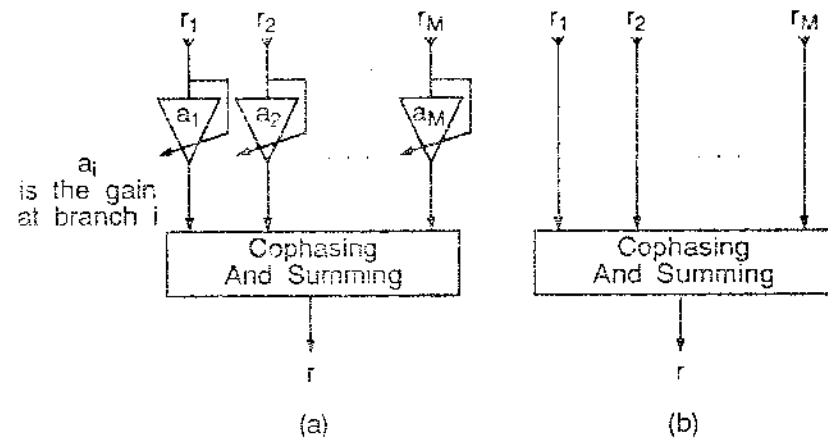 r1 r2 rM
a1 a2 aM
ai
is the gain
at branch i
Cophasing
And Summing
r
(a)
r1 r2 rM
Cophasing
And Summing
r
(b)